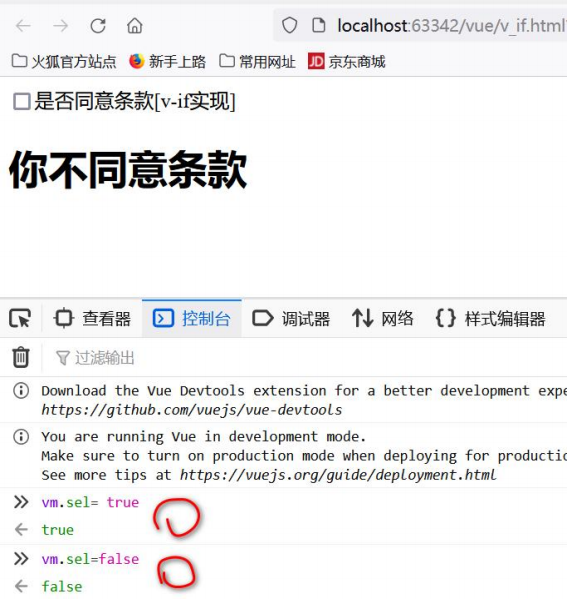 localhost:63342/vue/v_if.html
火狐官方站点 新手上路 常用网址 JD 京东商城
是否同意条款[v-if实现]
你不同意条款
查看器 控制台 调试器 网络 样式编辑器
过滤输出
Download the Vue Devtools extension for a better development expe
https://github.com/vuejs/vue-devtools
You are running Vue in development mode.
Make sure to turn on production mode when deploying for productio
See more tips at https://vuejs.org/guide/deployment.html
vm.sel= true
true
vm.sel=false
false